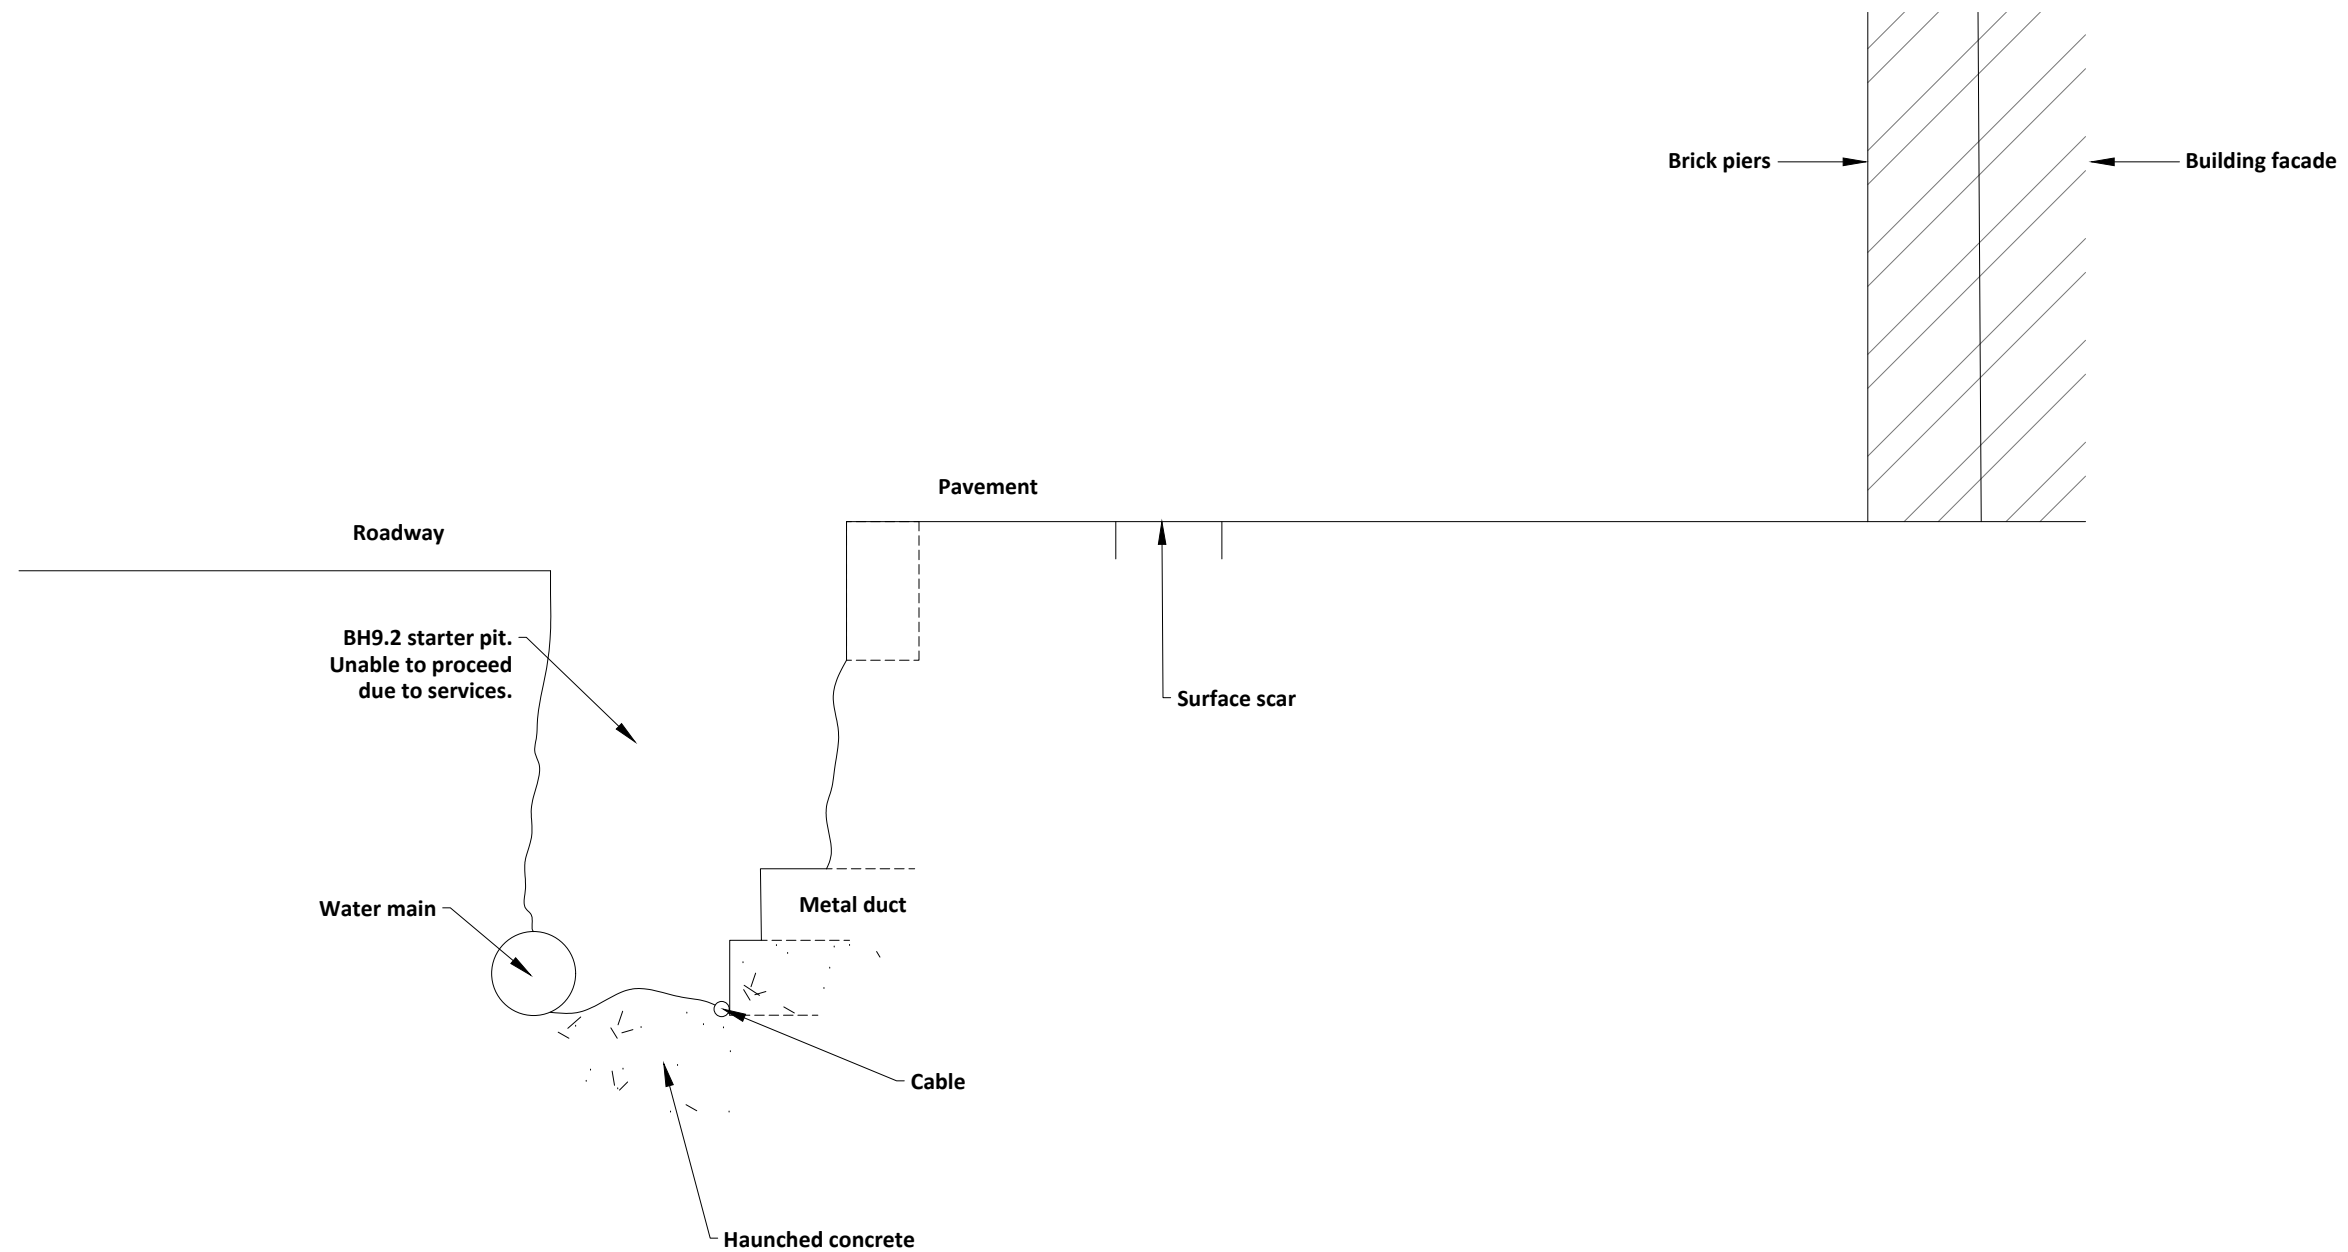 Brick piers
Building facade
Pavement
Roadway
BH9.2 starter pit.
Unable to proceed
due to services.
Surface scar
Metal duct
Water main
Cable
Haunched concrete